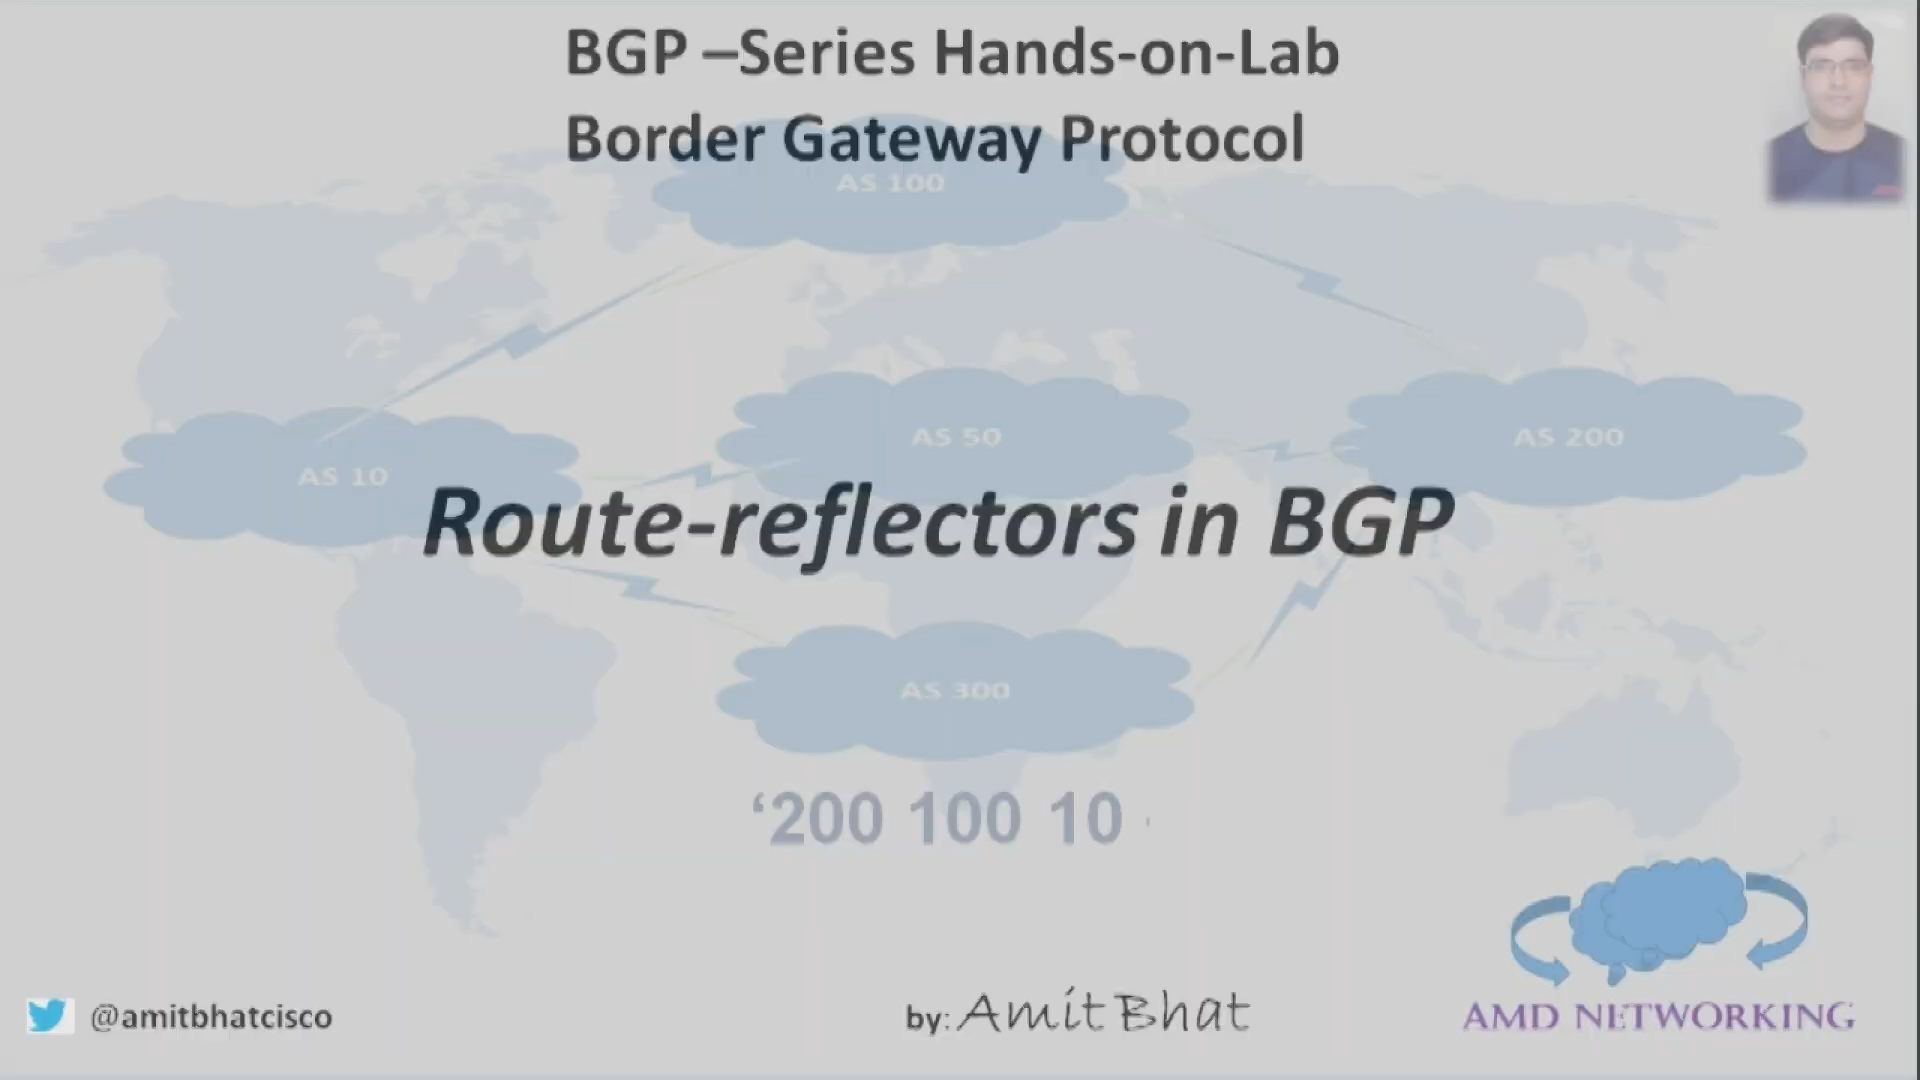 BGP –Series Hands-on-Lab
Border Gateway Protocol
AS 100
AS 50
AS 200
AS 10
Route-reflectors in BGP
AS 300
‘200 100 10
@amitbhatcisco
by: Amit Bhat
AMD NETWORKING